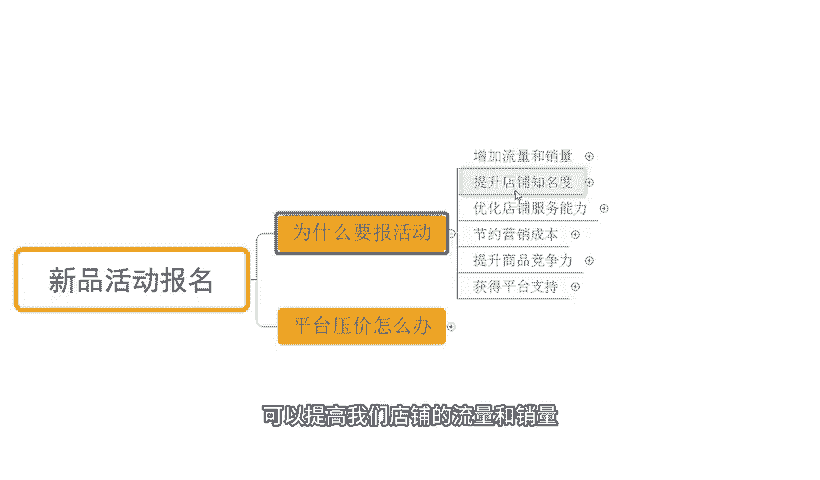 新品活动报名
为什么要报活动
增加流量和销量
提升店铺知名度
优化店铺服务能力
节约营销成本
提升商品竞争力
获得平台支持
平台压价怎么办
可以提高我们店铺的流量和销量